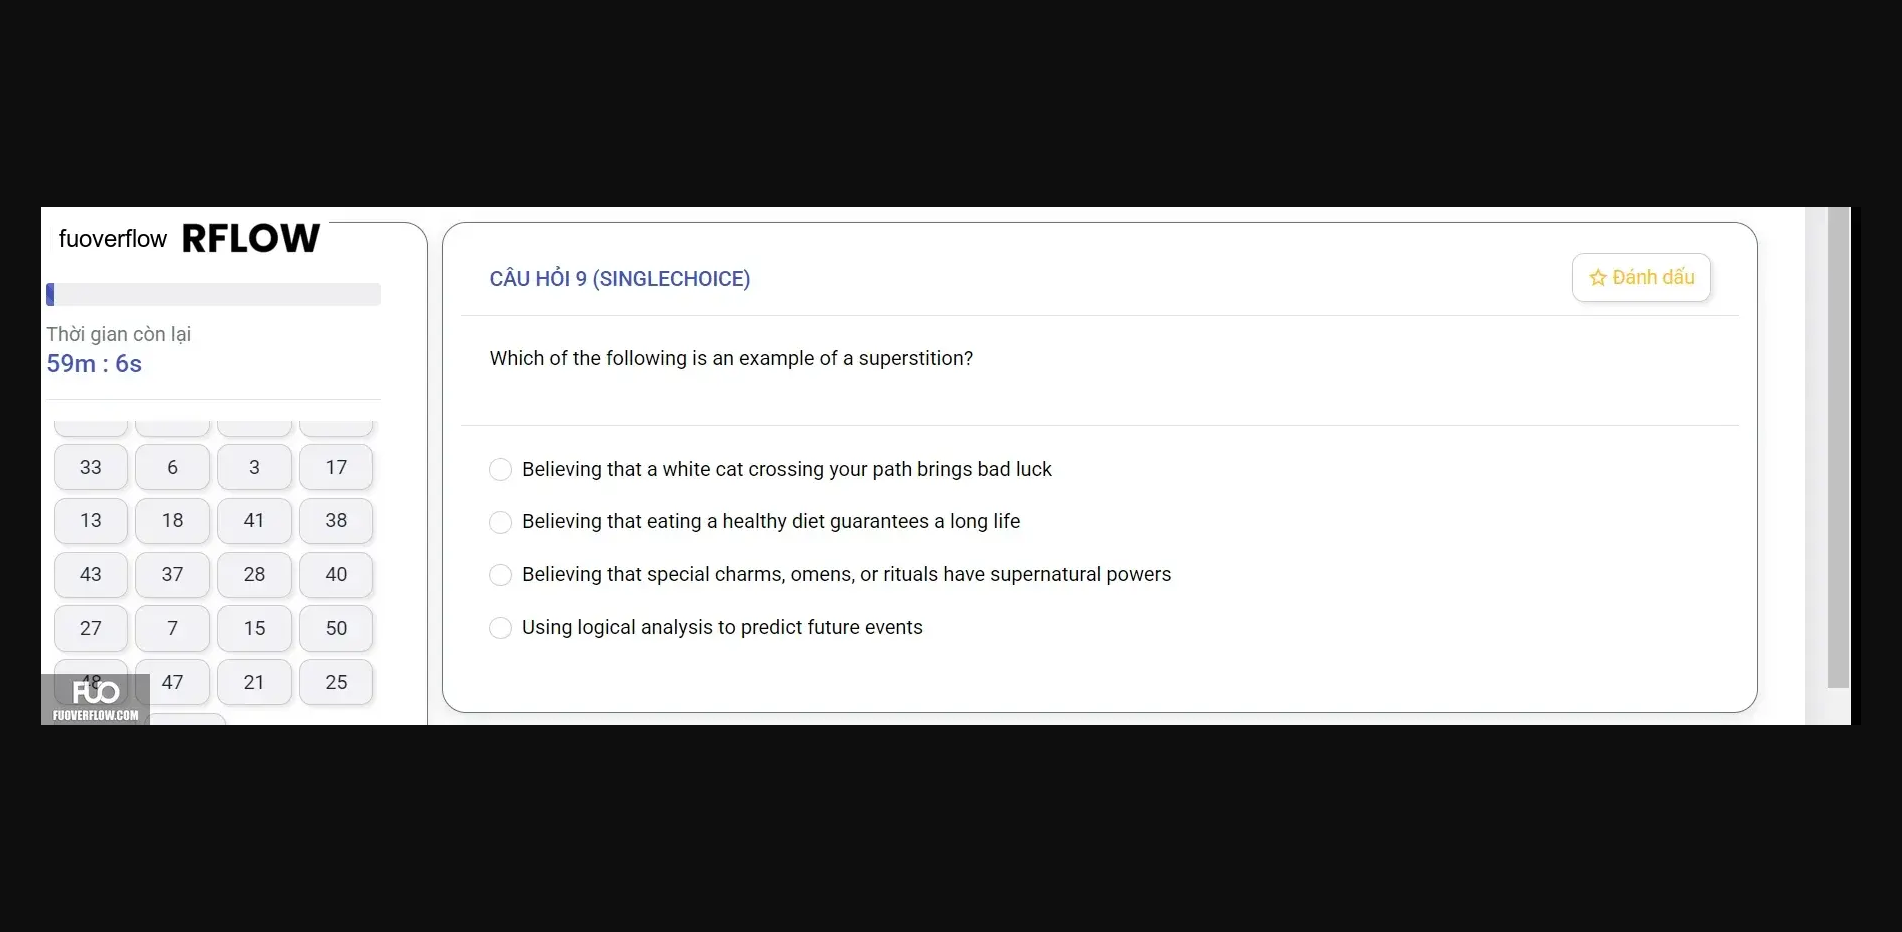 fuoverflow RFLOW
Thời gian còn lại
59m : 6s
33 6 3 17
13 18 41 38
43 37 28 40
27 7 15 50
48 47 21 25
FUO
FUOVERFLOW.COM
CÂU HỎI 9 (SINGLECHOICE)
Đánh dấu
Which of the following is an example of a superstition?
Believing that a white cat crossing your path brings bad luck
Believing that eating a healthy diet guarantees a long life
Believing that special charms, omens, or rituals have supernatural powers
Using logical analysis to predict future events